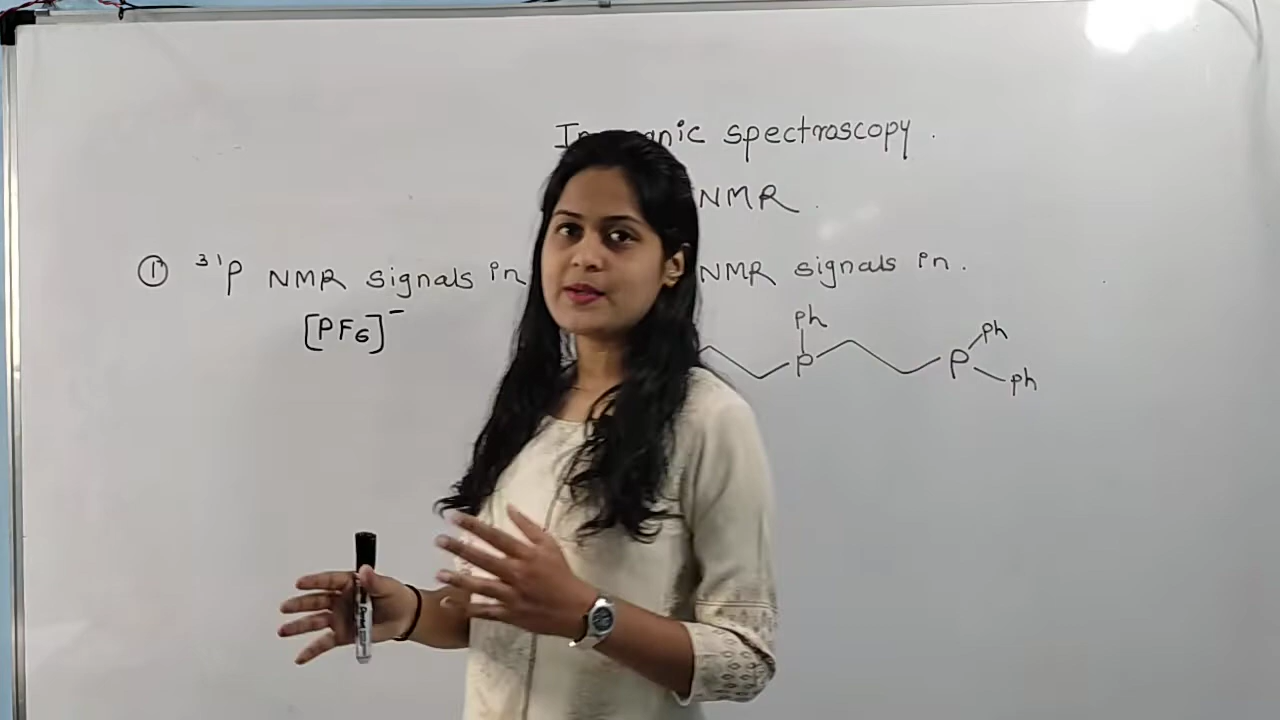 spectroscopy.
NMR.
① ³¹P NMR signals in NMR signals in.
[PF6]⁻
Ph
P
Ph
P
Ph